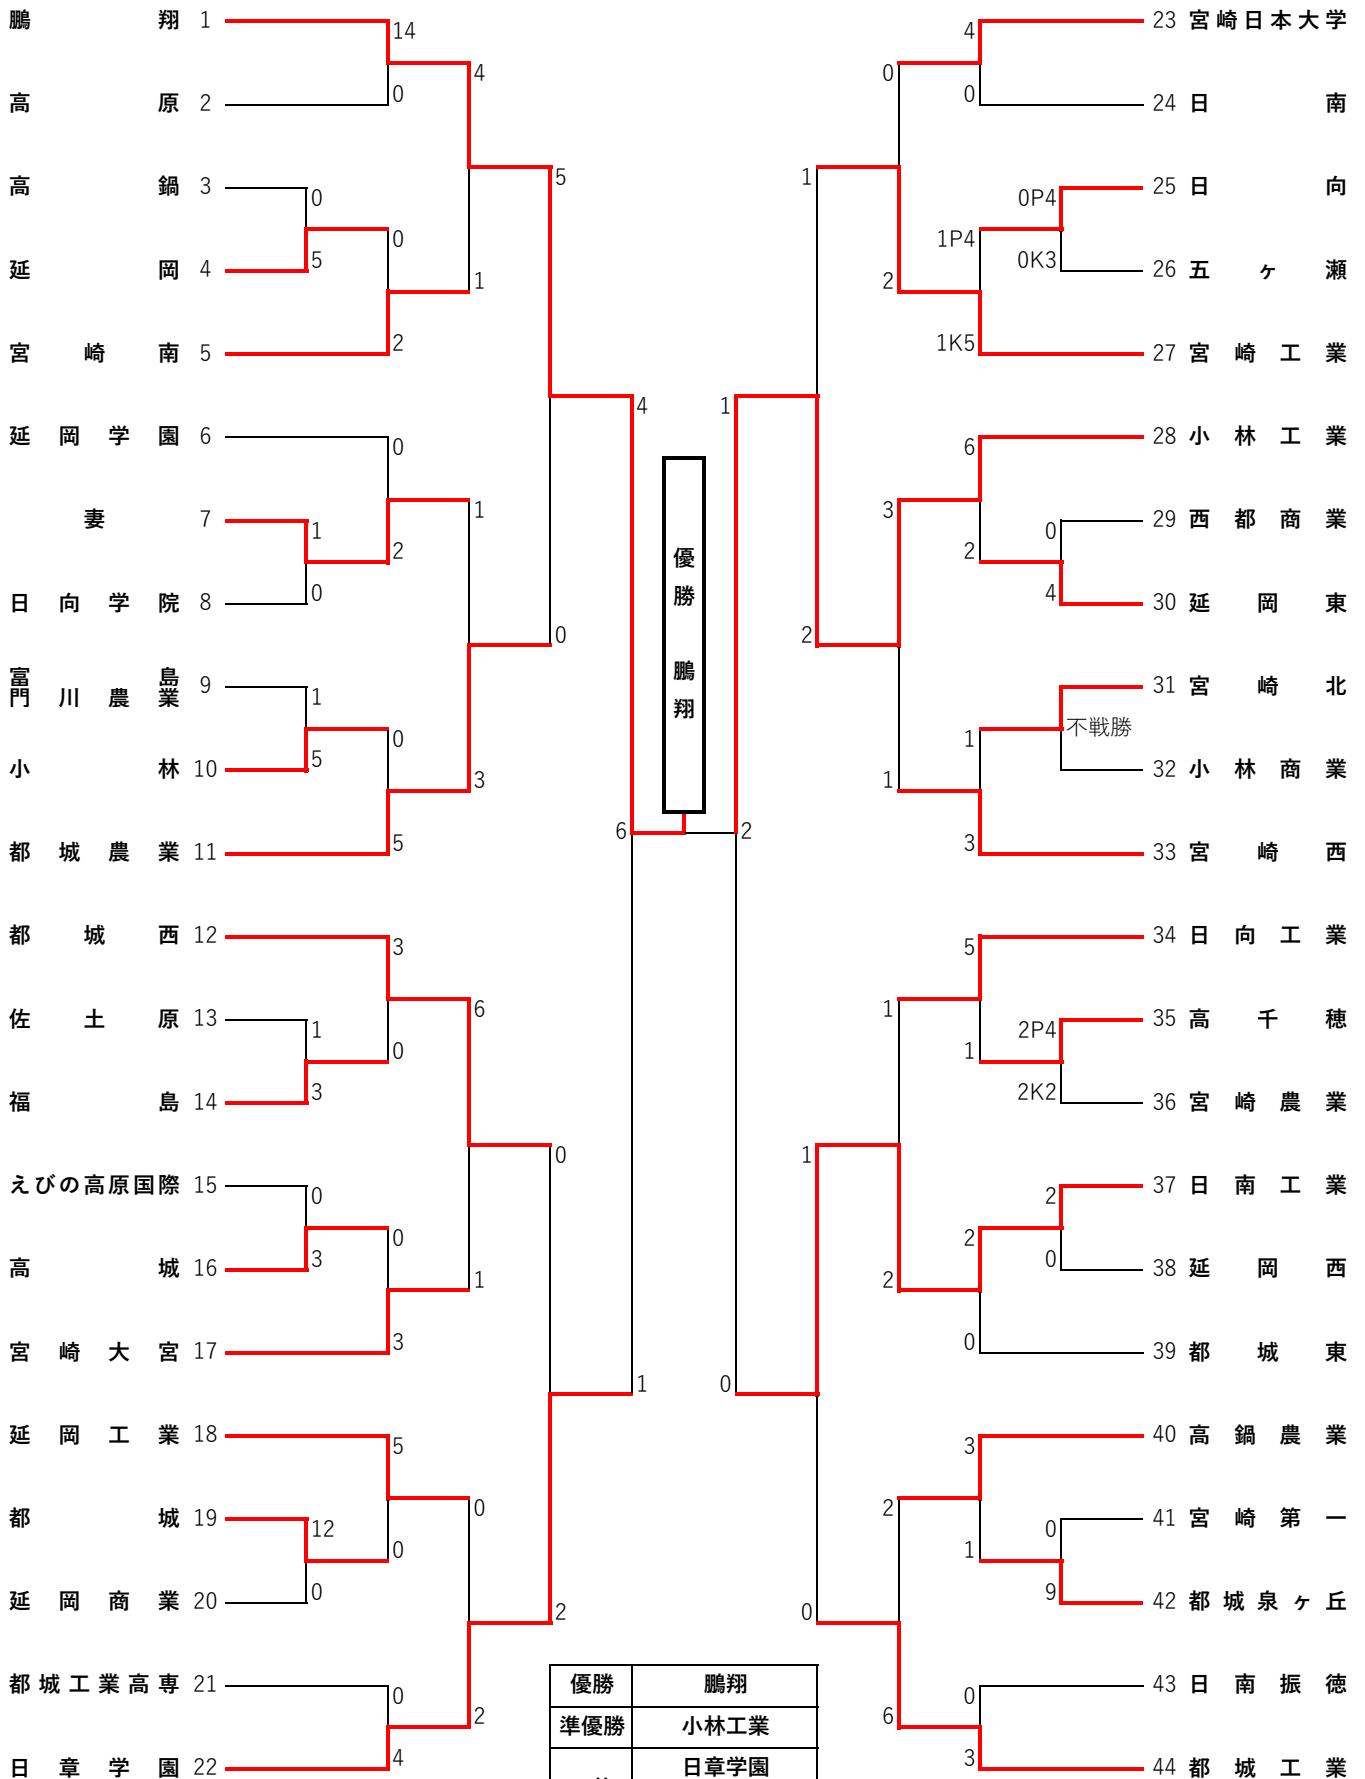 鵬翔 1
14
0
高原 2
高鍋 3
0
5
延岡 4
0
2
宮崎南 5
4
1
延岡学園 6
0
2
妻 7
1
0
日向学院 8
富島
門川農業 9
1
5
小林 10
0
5
都城農業 11
1
3
5
0
都城西 12
3
0
佐土原 13
1
3
福島 14
えびの高原国際 15
0
3
高城 16
0
3
宮崎大宮 17
6
1
延岡工業 18
5
0
都城 19
12
0
延岡商業 20
都城工業高専 21
0
4
日章学園 22
0
2
0
2
4
1
6
優勝 鵬翔
2
1
0
23 宮崎日本大学
4
0
24 日南
25 日向
0P4
0K3
26 五ヶ瀬
1P4
1K5
27 宮崎工業
0
2
28 小林工業
6
2
29 西都商業
0
4
30 延岡東
31 宮崎北
不戦勝
32 小林商業
1
3
33 宮崎西
3
1
1
2
34 日向工業
5
1
35 高千穂
2P4
2K2
36 宮崎農業
37 日南工業
2
0
38 延岡西
2
0
39 都城東
1
2
40 高鍋農業
3
1
41 宮崎第一
0
9
42 都城泉ヶ丘
43 日南振徳
0
3
44 都城工業
2
6
1
0
優勝 鵬翔
準優勝 小林工業
日章学園